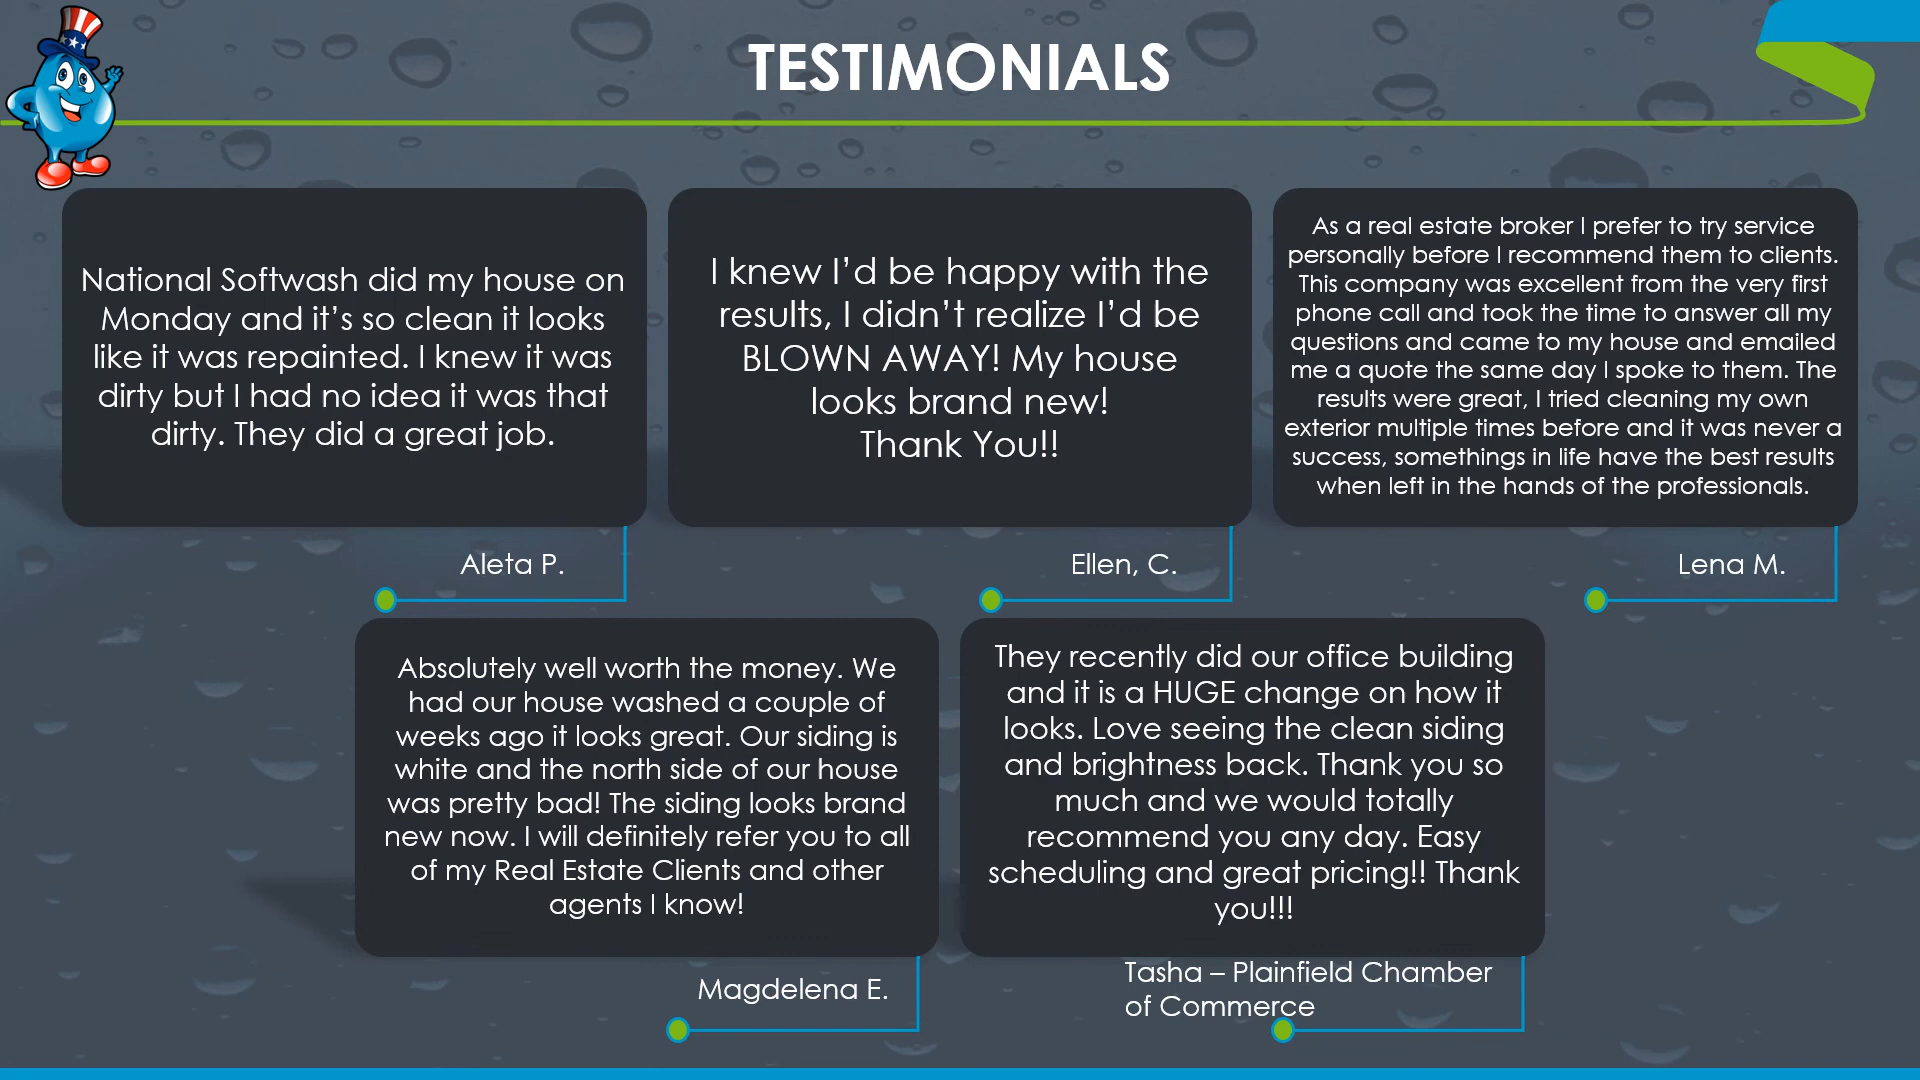 TESTIMONIALS
National Softwash did my house on
Monday and it’s so clean it looks
like it was repainted. I knew it was
dirty but I had no idea it was that
dirty. They did a great job.
Aleta P.
I knew I’d be happy with the
results, I didn’t realize I’d be
BLOWN AWAY! My house
looks brand new!
Thank You!!
Ellen, C.
As a real estate broker I prefer to try service
personally before I recommend them to clients.
This company was excellent from the very first
phone call and took the time to answer all my
questions and came to my house and emailed
me a quote the same day I spoke to them. The
results were great, I tried cleaning my own
exterior multiple times before and it was never a
success, somethings in life have the best results
when left in the hands of the professionals.
Lena M.
Absolutely well worth the money. We
had our house washed a couple of
weeks ago it looks great. Our siding is
white and the north side of our house
was pretty bad! The siding looks brand
new now. I will definitely refer you to all
of my Real Estate Clients and other
agents I know!
Magdelena E.
They recently did our office building
and it is a HUGE change on how it
looks. Love seeing the clean siding
and brightness back. Thank you so
much and we would totally
recommend you any day. Easy
scheduling and great pricing!! Thank
you!!!
Tasha – Plainfield Chamber
of Commerce